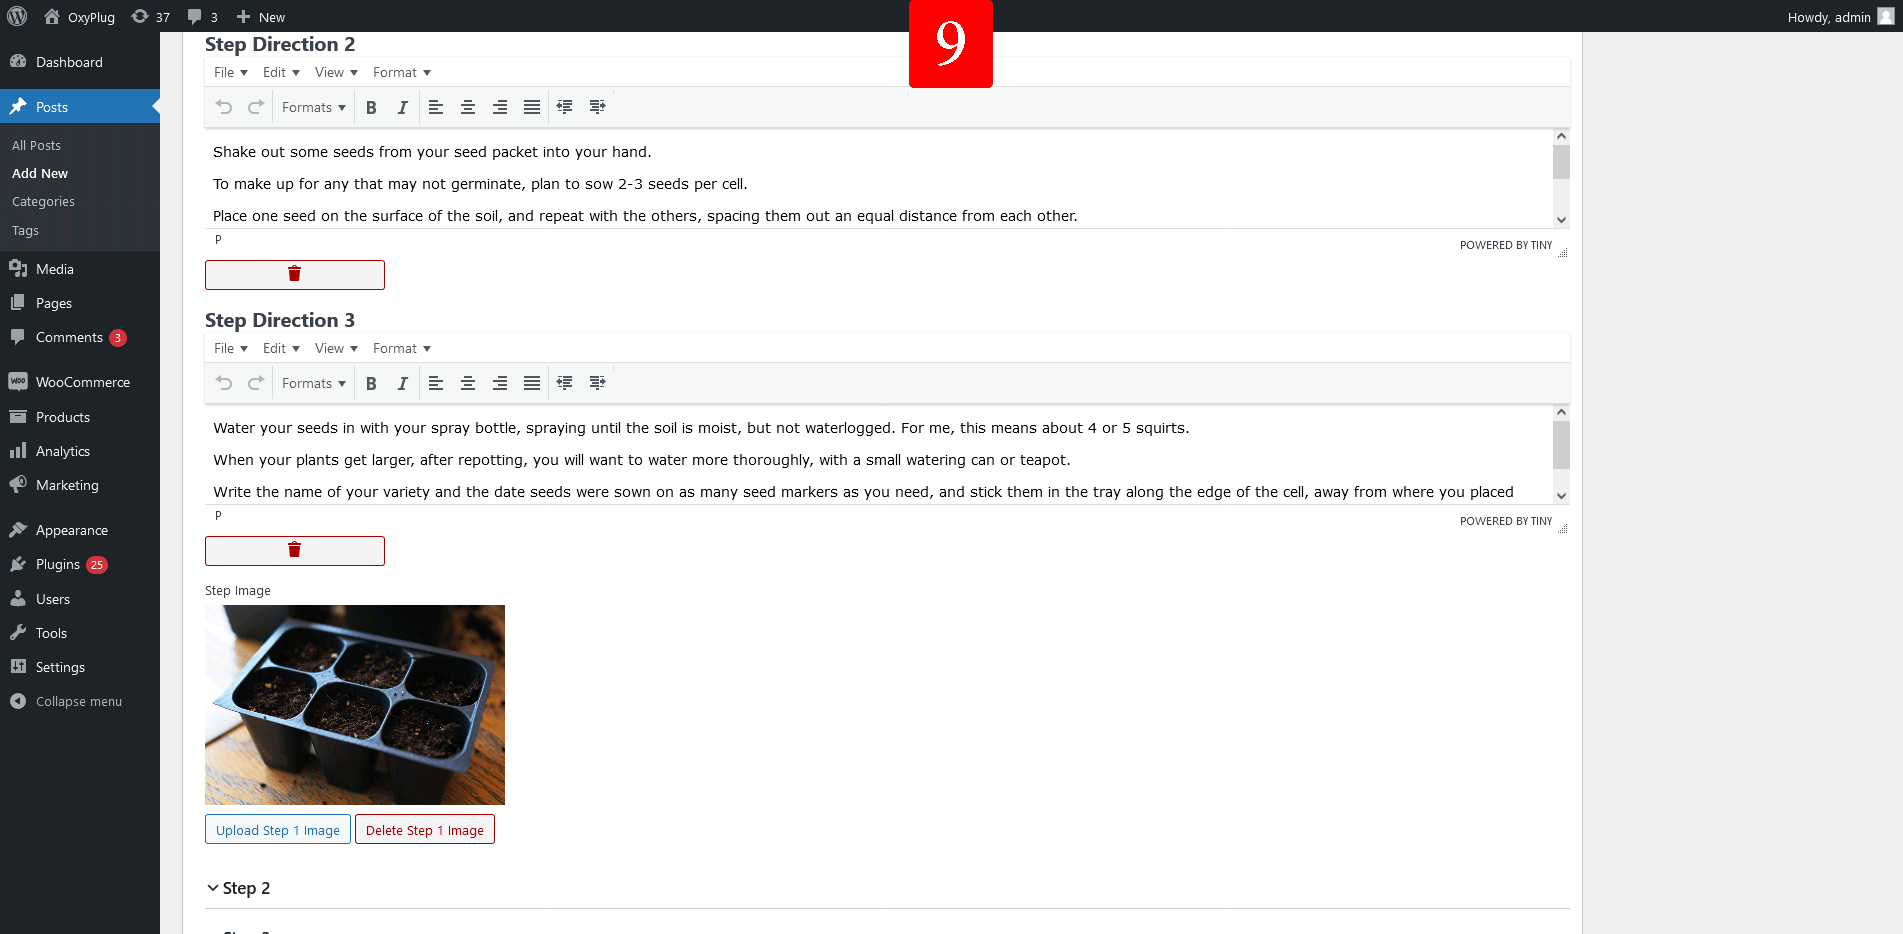 OxyPlug
37
3
New
Howdy, admin
9
Dashboard
Posts
All Posts
Add New
Categories
Tags
Media
Pages
Comments 3
WOO WooCommerce
Products
Analytics
Marketing
Appearance
Plugins 25
Users
Tools
Settings
Collapse menu
Step Direction 2
File Edit View Format
Formats B I
Shake out some seeds from your seed packet into your hand.
To make up for any that may not germinate, plan to sow 2-3 seeds per cell.
Place one seed on the surface of the soil, and repeat with the others, spacing them out an equal distance from each other.
P
POWERED BY TINY
Step Direction 3
File Edit View Format
Formats B I
Water your seeds in with your spray bottle, spraying until the soil is moist, but not waterlogged. For me, this means about 4 or 5 squirts.
When your plants get larger, after repotting, you will want to water more thoroughly, with a small watering can or teapot.
Write the name of your variety and the date seeds were sown on as many seed markers as you need, and stick them in the tray along the edge of the cell, away from where you placed
P
POWERED BY TINY
Step Image
Upload Step 1 Image Delete Step 1 Image
Step 2